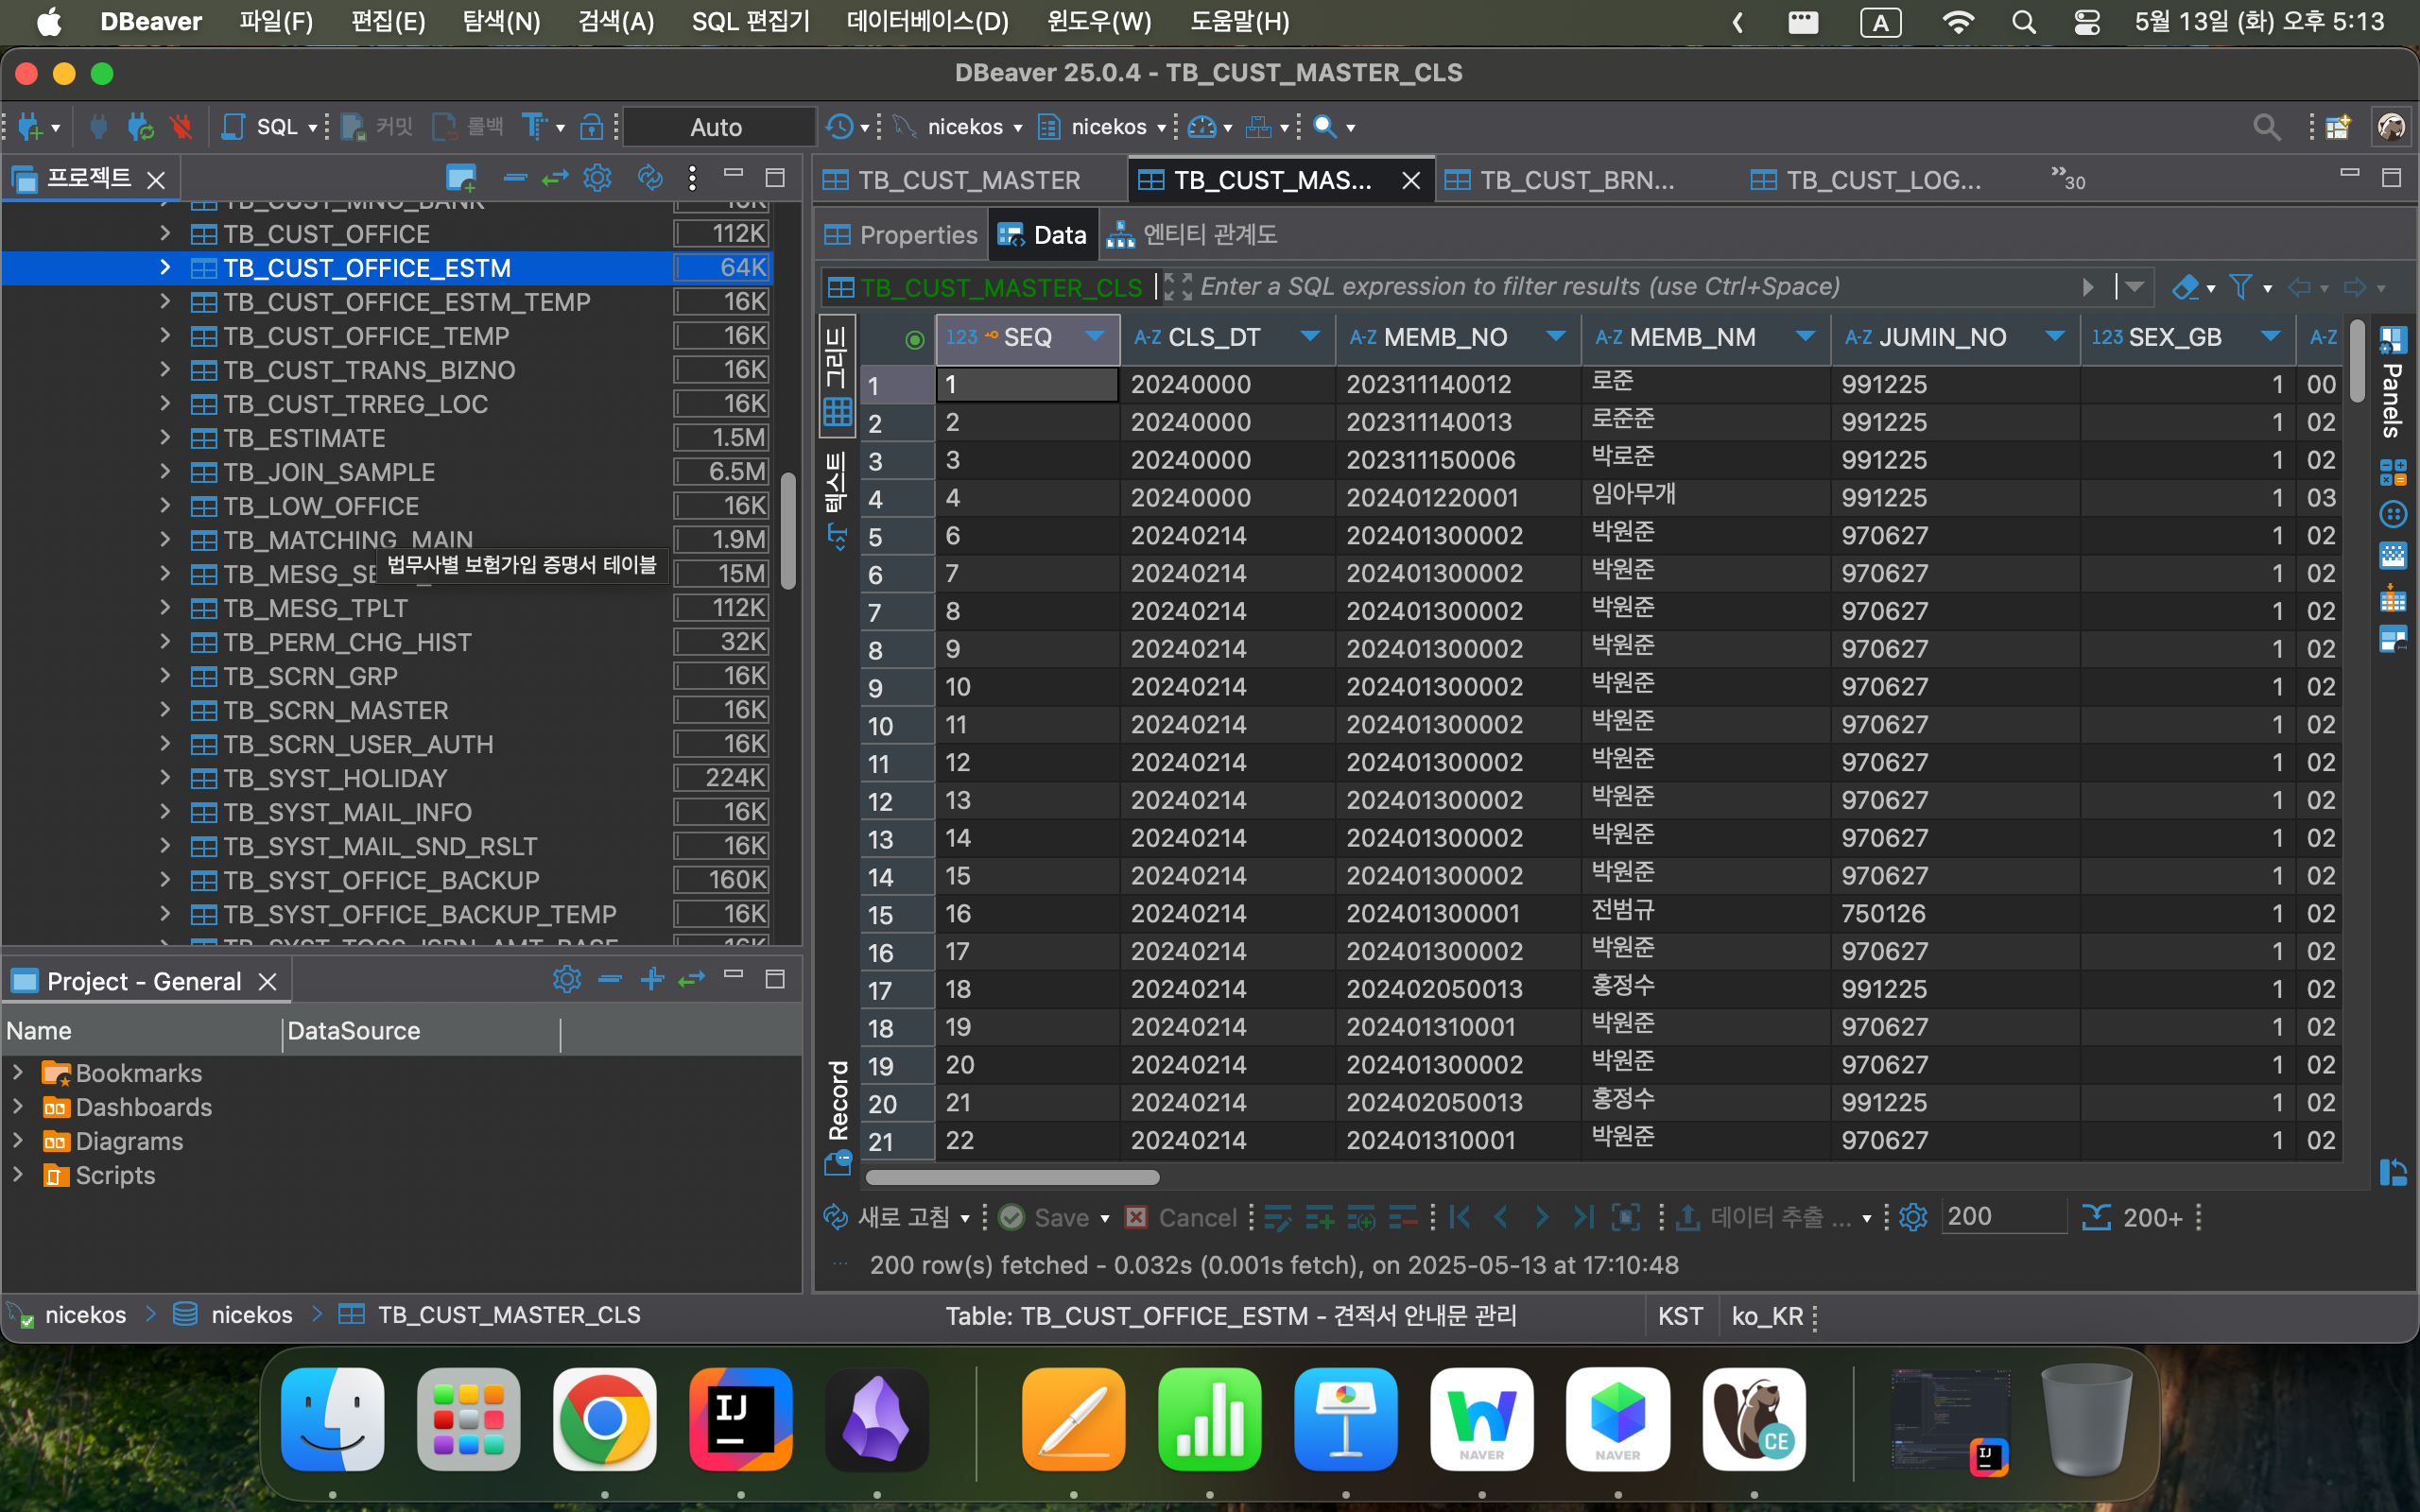 DBeaver 파일(F) 편집(E) 탐색(N) 검색(A) SQL 편집기 데이터베이스(D) 윈도우(W) 도움말(H) A 5월 13일 (화) 오후 5:13
DBeaver 25.0.4 - TB_CUST_MASTER_CLS
SQL 커밋 롤백 Auto nicekos nicekos
프로젝트
TB_CUST_OFFICE 112K
TB_CUST_OFFICE_ESTM 64K
TB_CUST_OFFICE_ESTM_TEMP 16K
TB_CUST_OFFICE_TEMP 16K
TB_CUST_TRANS_BIZNO 16K
TB_CUST_TRREG_LOC 16K
TB_ESTIMATE 1.5M
TB_JOIN_SAMPLE 6.5M
TB_LOW_OFFICE 16K
TB_MATCHING_MAIN 1.9M
TB_MESG_SE 15M
법무사별 보험가입 증명서 테이블
TB_MESG_TPLT 112K
TB_PERM_CHG_HIST 32K
TB_SCRN_GRP 16K
TB_SCRN_MASTER 16K
TB_SCRN_USER_AUTH 16K
TB_SYST_HOLIDAY 224K
TB_SYST_MAIL_INFO 16K
TB_SYST_MAIL_SND_RSLT 16K
TB_SYST_OFFICE_BACKUP 160K
TB_SYST_OFFICE_BACKUP_TEMP 16K
Project - General
Name DataSource
Bookmarks
Dashboards
Diagrams
Scripts
TB_CUST_MASTER TB_CUST_MAS... TB_CUST_BRN... TB_CUST_LOG... »30
Properties Data 엔티티 관계도
TB_CUST_MASTER_CLS Enter a SQL expression to filter results (use Ctrl+Space)
그리드
텍스트
Record
Panels
123 SEQ A-Z CLS_DT A-Z MEMB_NO A-Z MEMB_NM A-Z JUMIN_NO 123 SEX_GB A-Z
1 1 20240000 202311140012 로준 991225 1 00
2 2 20240000 202311140013 로준준 991225 1 02
3 3 20240000 202311150006 박로준 991225 1 02
4 4 20240000 202401220001 임아무개 991225 1 03
5 6 20240214 202401300002 박원준 970627 1 02
6 7 20240214 202401300002 박원준 970627 1 02
7 8 20240214 202401300002 박원준 970627 1 02
8 9 20240214 202401300002 박원준 970627 1 02
9 10 20240214 202401300002 박원준 970627 1 02
10 11 20240214 202401300002 박원준 970627 1 02
11 12 20240214 202401300002 박원준 970627 1 02
12 13 20240214 202401300002 박원준 970627 1 02
13 14 20240214 202401300002 박원준 970627 1 02
14 15 20240214 202401300002 박원준 970627 1 02
15 16 20240214 202401300001 전범규 750126 1 02
16 17 20240214 202401300002 박원준 970627 1 02
17 18 20240214 202402050013 홍정수 991225 1 02
18 19 20240214 202401310001 박원준 970627 1 02
19 20 20240214 202401300002 박원준 970627 1 02
20 21 20240214 202402050013 홍정수 991225 1 02
21 22 20240214 202401310001 박원준 970627 1 02
새로 고침 Save Cancel 데이터 추출 ... 200 200+
200 row(s) fetched - 0.032s (0.001s fetch), on 2025-05-13 at 17:10:48
nicekos nicekos TB_CUST_MASTER_CLS Table: TB_CUST_OFFICE_ESTM - 견적서 안내문 관리 KST ko_KR
IJ NAVER NAVER CE IJ